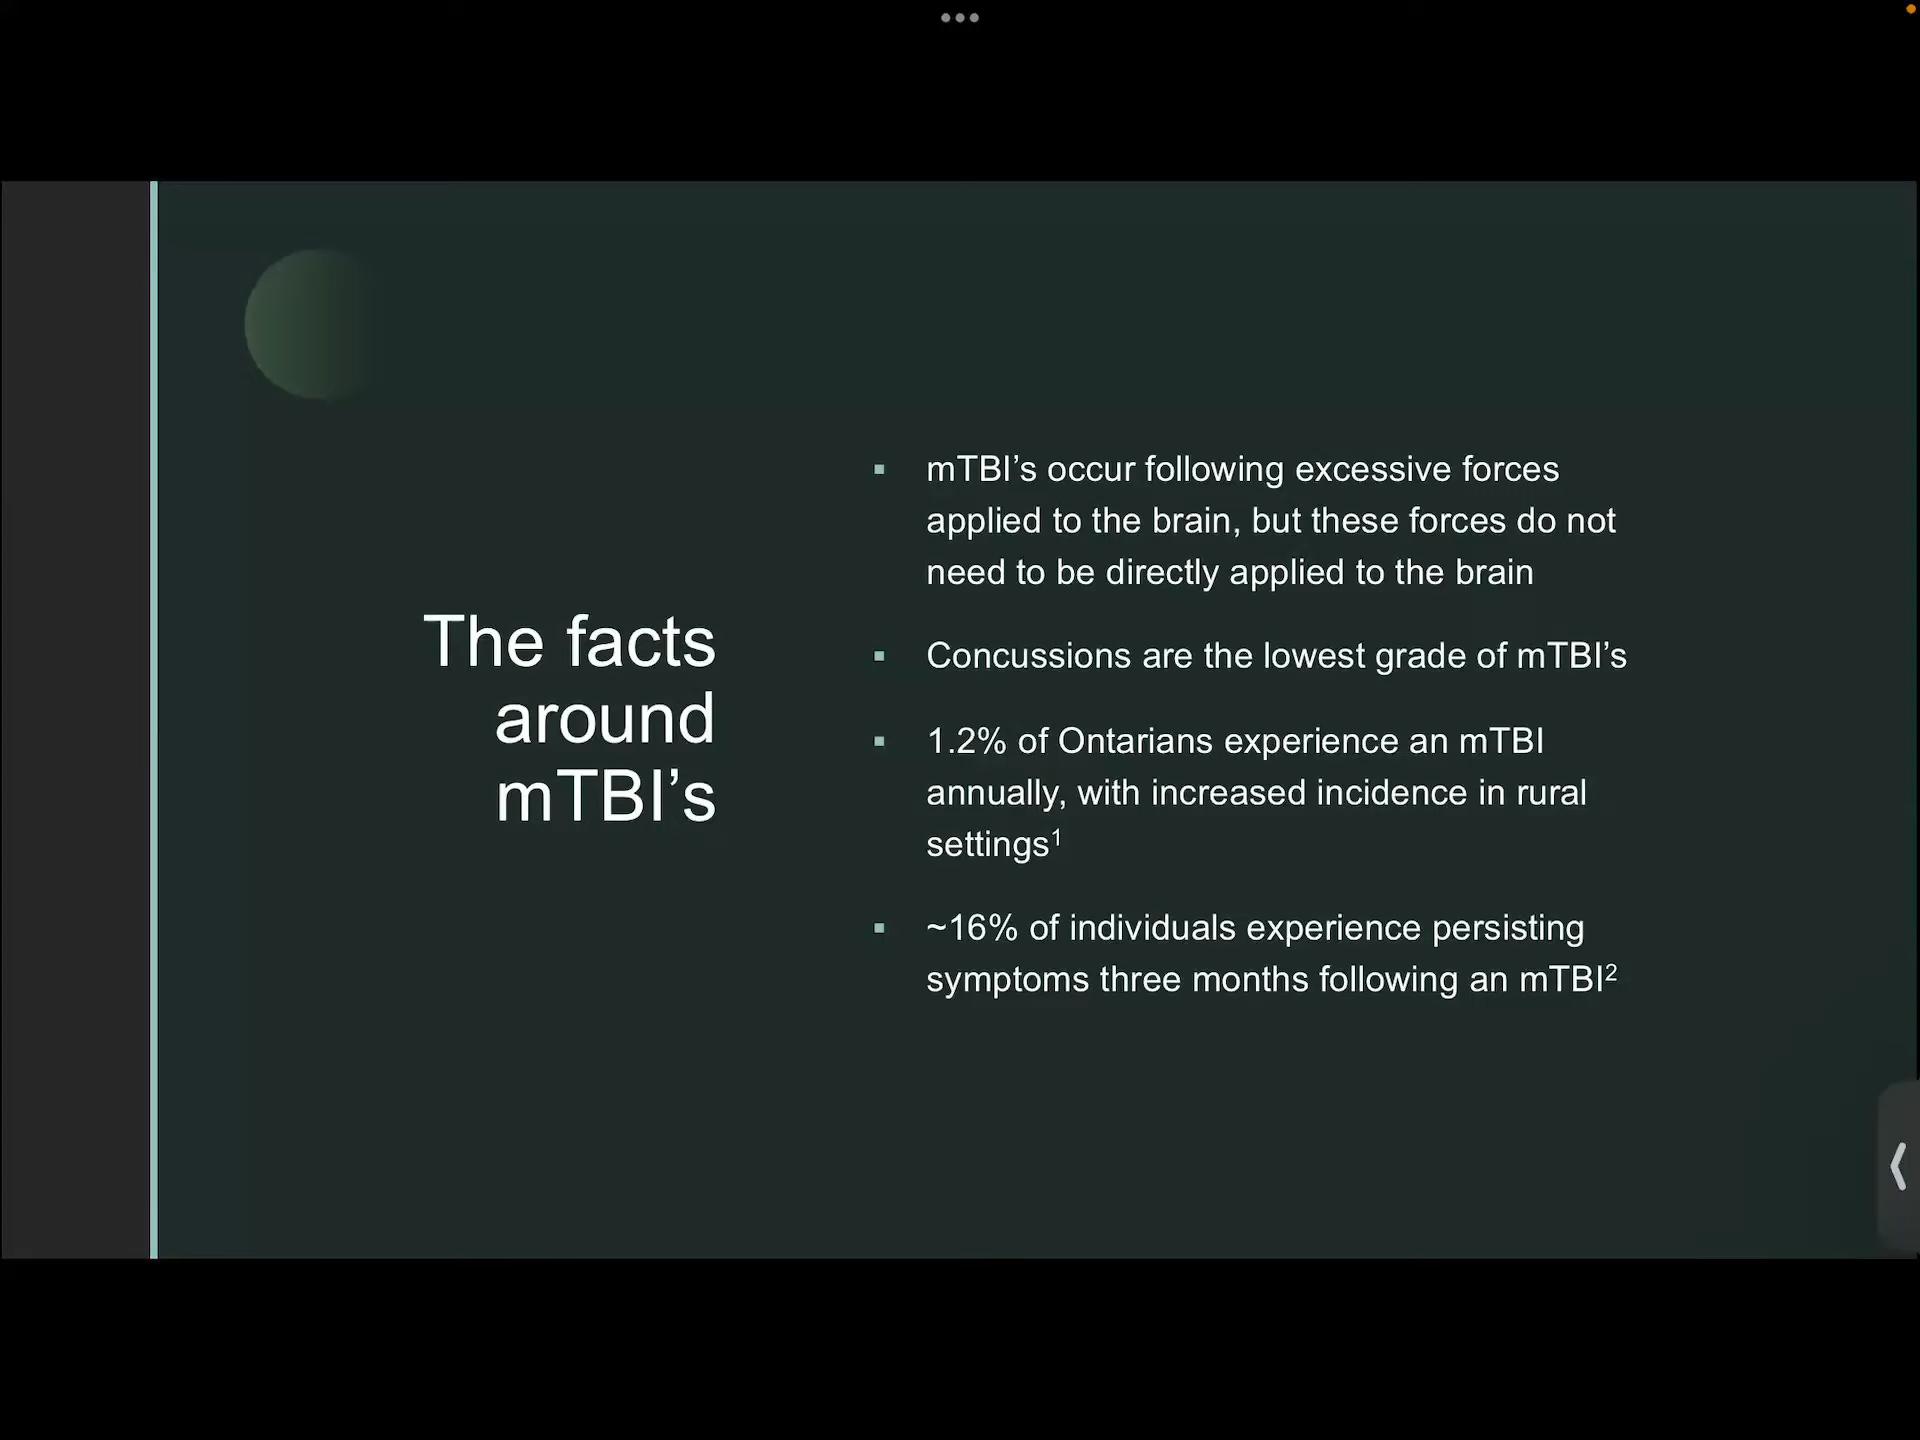 The facts
around
mTBI’s
▪ mTBI’s occur following excessive forces
applied to the brain, but these forces do not
need to be directly applied to the brain
▪ Concussions are the lowest grade of mTBI’s
▪ 1.2% of Ontarians experience an mTBI
annually, with increased incidence in rural
settings¹
▪ ~16% of individuals experience persisting
symptoms three months following an mTBI²